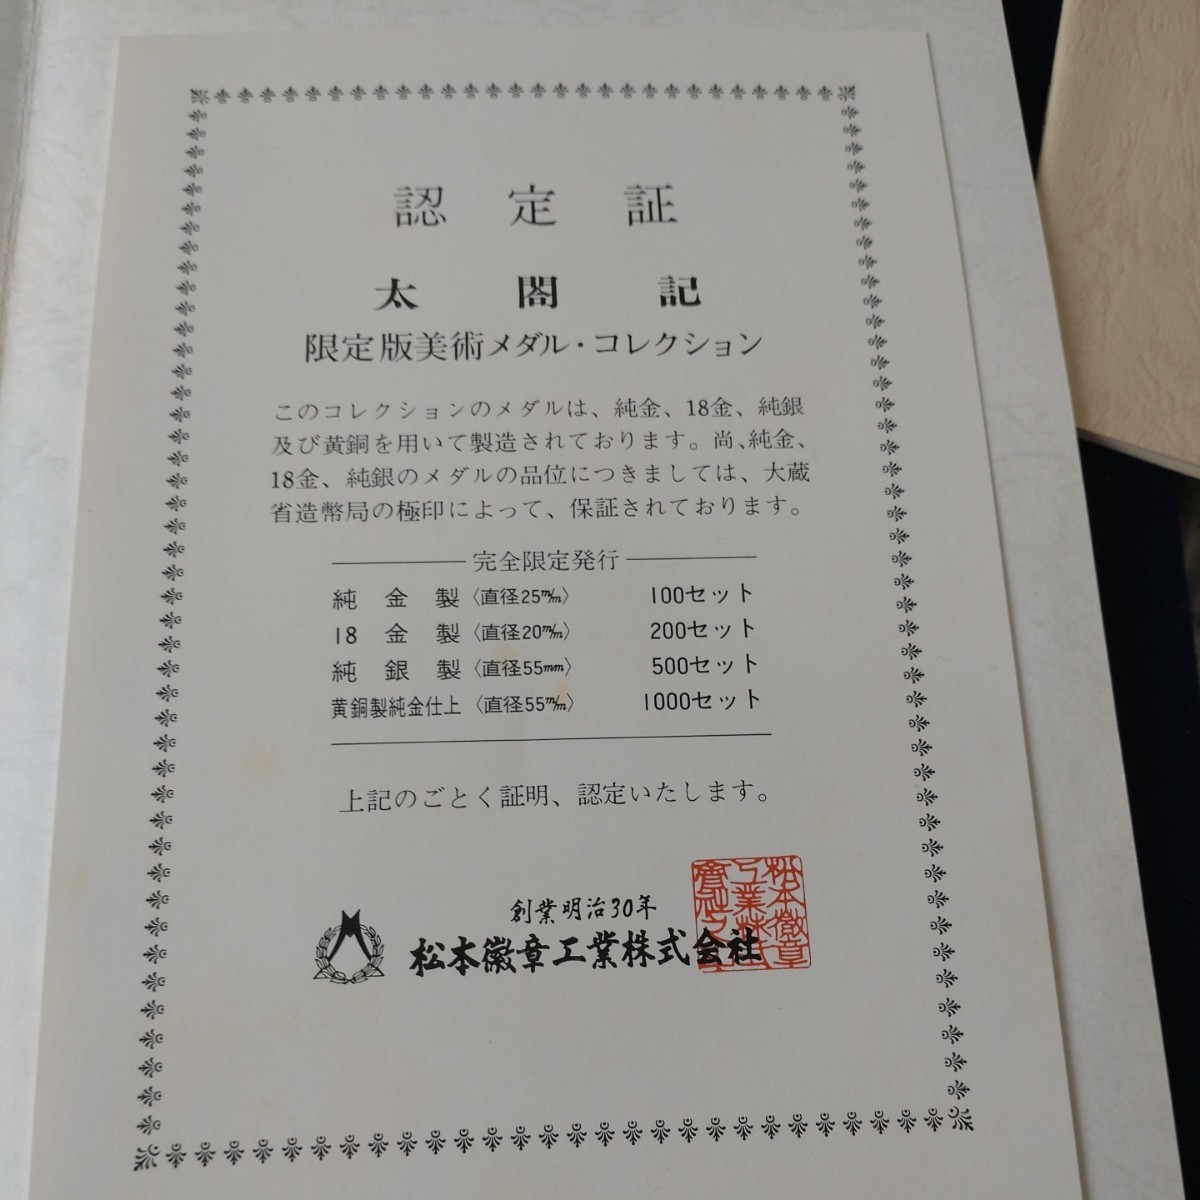 認定証
太閤記
限定版美術メダル・コレクション
このコレクションのメダルは、純金、18金、純銀
及び黄銅を用いて製造されております。尚、純金、
18金、純銀のメダルの品位につきましては、大蔵
省造幣局の極印によって、保証されております。
完全限定発行
純金製〈直径25m/m〉 100セット
18金製〈直径20m/m〉 200セット
純銀製〈直径55mm〉 500セット
黄銅製純金仕上〈直径55m/m〉 1000セット
上記のごとく証明、認定いたします。
創業明治30年
松本徽章工業株式会社